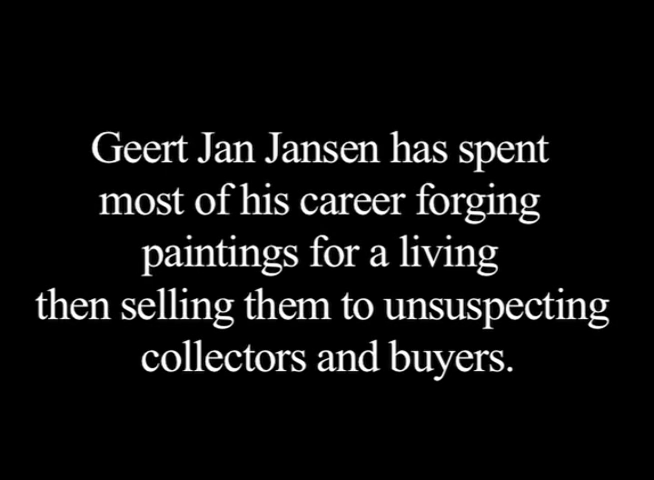 Geert Jan Jansen has spent
most of his career forging
paintings for a living
then selling them to unsuspecting
collectors and buyers.